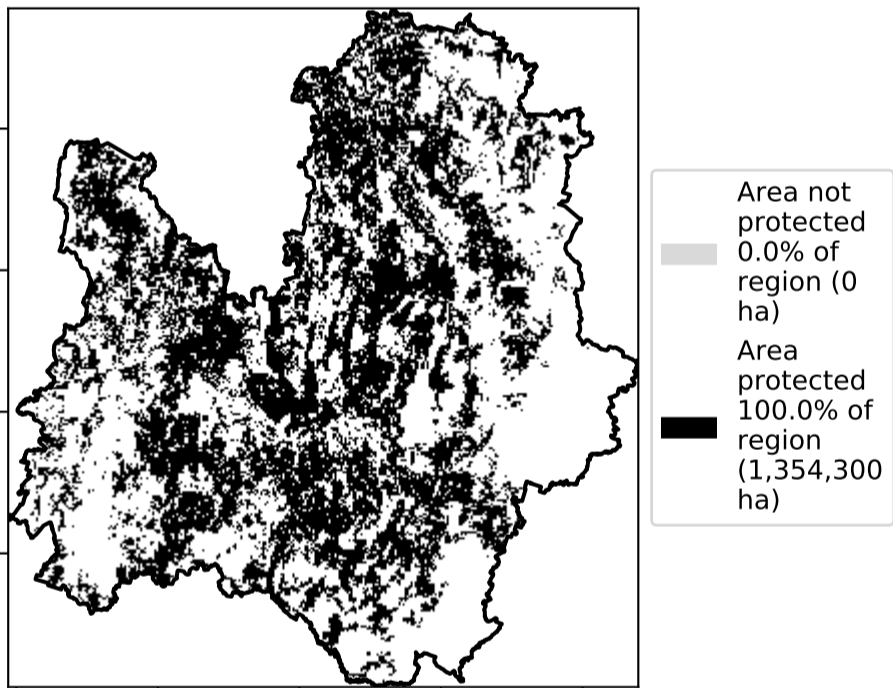 Area not
protected
0.0% of
region (0
ha)
Area
protected
100.0% of
region
(1,354,300
ha)